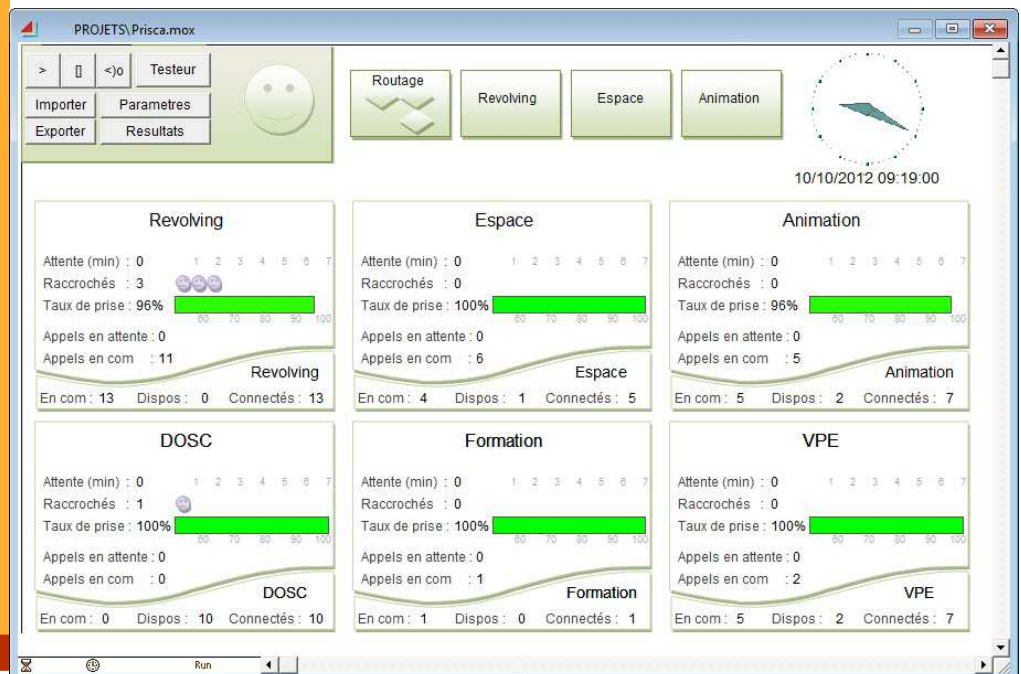 PROJETS\Prisca.mox
> [] <)o Testeur
Importer Parametres
Exporter Resultats
Routage
Revolving
Espace
Animation
10/10/2012 09:19:00
Revolving
Attente (min) : 0 1 2 3 4 5 6 7
Raccrochés : 3
Taux de prise : 96%
60 70 80 90 100
Appels en attente : 0
Appels en com : 11
Revolving
En com : 13 Dispos : 0 Connectés : 13
Espace
Attente (min) : 0 1 2 3 4 5 6 7
Raccrochés : 0
Taux de prise : 100%
60 70 80 90 100
Appels en attente : 0
Appels en com : 6
Espace
En com : 4 Dispos : 1 Connectés : 5
Animation
Attente (min) : 0 1 2 3 4 5 6 7
Raccrochés : 0
Taux de prise : 96%
60 70 80 90 100
Appels en attente : 0
Appels en com : 5
Animation
En com : 5 Dispos : 2 Connectés : 7
DOSC
Attente (min) : 0 1 2 3 4 5 6 7
Raccrochés : 1
Taux de prise : 100%
60 70 80 90 100
Appels en attente : 0
Appels en com : 0
DOSC
En com : 0 Dispos : 10 Connectés : 10
Formation
Attente (min) : 0 1 2 3 4 5 6 7
Raccrochés : 0
Taux de prise : 100%
60 70 80 90 100
Appels en attente : 0
Appels en com : 1
Formation
En com : 1 Dispos : 0 Connectés : 1
VPE
Attente (min) : 0 1 2 3 4 5 6 7
Raccrochés : 0
Taux de prise : 100%
60 70 80 90 100
Appels en attente : 0
Appels en com : 2
VPE
En com : 5 Dispos : 2 Connectés : 7
Run